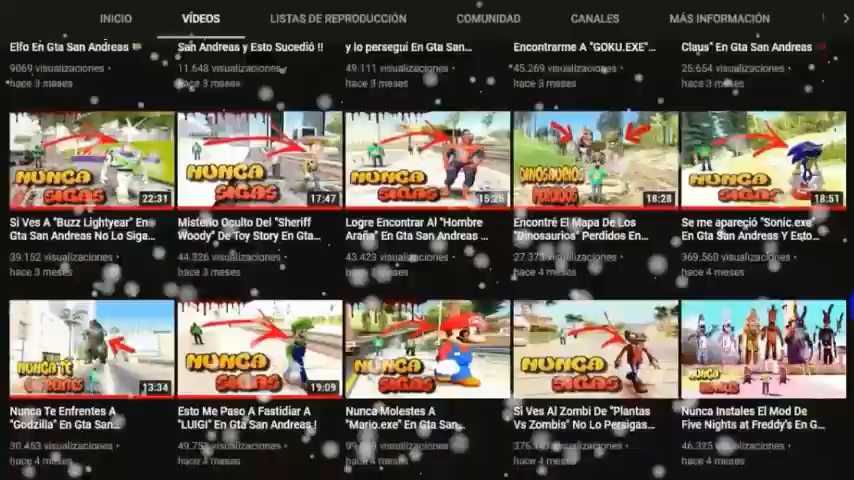 INICIO
VÍDEOS
LISTAS DE REPRODUCCIÓN
COMUNIDAD
CANALES
MÁS INFORMACIÓN
Elfo En Gta San Andreas
San Andreas y Esto Sucedió !!
y lo persegui En Gta San...
Encontrarme A "GOKU.EXE"...
Claus" En Gta San Andreas
9069 visualizaciones •
11.648 visualizaciones •
49.111 visualizaciones •
45.269 visualizaciones •
25.654 visualizaciones •
hace 3 meses
hace 3 meses
hace 3 meses
hace 3 meses
hace 3 meses
NUNCA
SIGAS
22:31
NUNCA
SIGAS
17:47
NUNCA
SIGAS
15:26
DINOSAURIOS
PERDIDOS
18:28
NUNCA
SIGAS
18:51
Si Ves A "Buzz Lightyear" En
Gta San Andreas No Lo Siga...
Misterio Oculto Del "Sheriff
Woody" De Toy Story En Gta...
Logre Encontrar Al "Hombre
Araña" En Gta San Andreas ...
Encontré El Mapa De Los
"Dinosaurios" Perdidos En...
Se me apareció "Sonic.exe"
En Gta San Andreas Y Esto...
39.152 visualizaciones •
44.326 visualizaciones •
43.423 visualizaciones •
27.373 visualizaciones •
369.560 visualizaciones •
hace 3 meses
hace 3 meses
hace 3 meses
hace 4 meses
hace 4 meses
NUNCA TE
ENFRENTES A
13:34
NUNCA
SIGAS
19:09
NUNCA
SIGAS
NUNCA
SIGAS
NUNCA
Nunca Te Enfrentes A
"Godzilla" En Gta San...
Esto Me Paso A Fastidiar A
"LUIGI" En Gta San Andreas !
Nunca Molestes A
"Mario.exe" En Gta San...
Si Ves Al Zombi De "Plantas
Vs Zombis" No Lo Persigas...
Nunca Instales El Mod De
Five Nights at Freddy's En G...
30.453 visualizaciones •
49.757 visualizaciones •
visualizaciones •
visualizaciones •
46.325 visualizaciones •
hace 4 meses
hace 4 meses
hace 4 meses
hace 4 meses
hace 4 meses